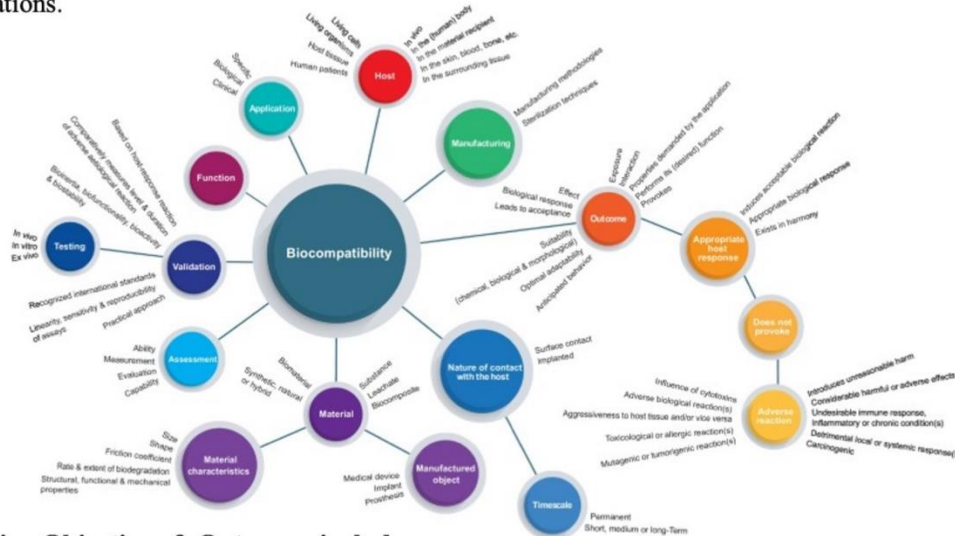 ations.
Living cells
Living organisms
Host tissue
Human patients
Host
In vivo
In the (human) body
In the material recipient
In the skin, blood, bone, etc.
In the surrounding tissue
Specific
Biological
Clinical
Application
Manufacturing methodologies
Sterilization techniques
Manufacturing
Function
Based on host-response reaction
Comparatively measures level & duration
of adverse aetiological reaction
Bioinertia, biofunctionality, bioactivity
& biostability
In vivo
In vitro
Ex vivo
Testing
Validation
Recognized international standards
Linearity, sensitivity & reproducibility
of assays
Practical approach
Biocompatibility
Exposure
Interaction
Properties demanded by the application
Performs its (desired) function
Provokes
Effect
Biological response
Leads to acceptance
Outcome
Suitability
(chemical, biological & morphological)
Optimal adaptability
Anticipated behavior
Induces acceptable biological reaction
Appropriate biological response
Exists in harmony
Appropriate
host
response
Does not
provoke
Ability
Measurement
Evaluation
Capability
Assessment
Biomaterial
Synthetic, natural
or hybrid
Substance
Leachate
Biocomposite
Material
Surface contact
Implanted
Nature of contact
with the host
Influence of cytotoxins
Adverse biological reaction(s)
Aggressiveness to host tissue and/or vice versa
Toxicological or allergic reaction(s)
Mutagenic or tumorigenic reaction(s)
Adverse
reaction
Introduces unreasonable harm
Considerable harmful or adverse effects
Undesirable immune response,
Inflammatory or chronic condition(s)
Detrimental local or systemic response(s)
Carcinogenic
Size
Shape
Friction coefficient
Rate & extent of biodegradation
Structural, functional & mechanical
properties
Material
characteristics
Medical device
Implant
Prosthesis
Manufactured
object
Timescale
Permanent
Short, medium or long-Term